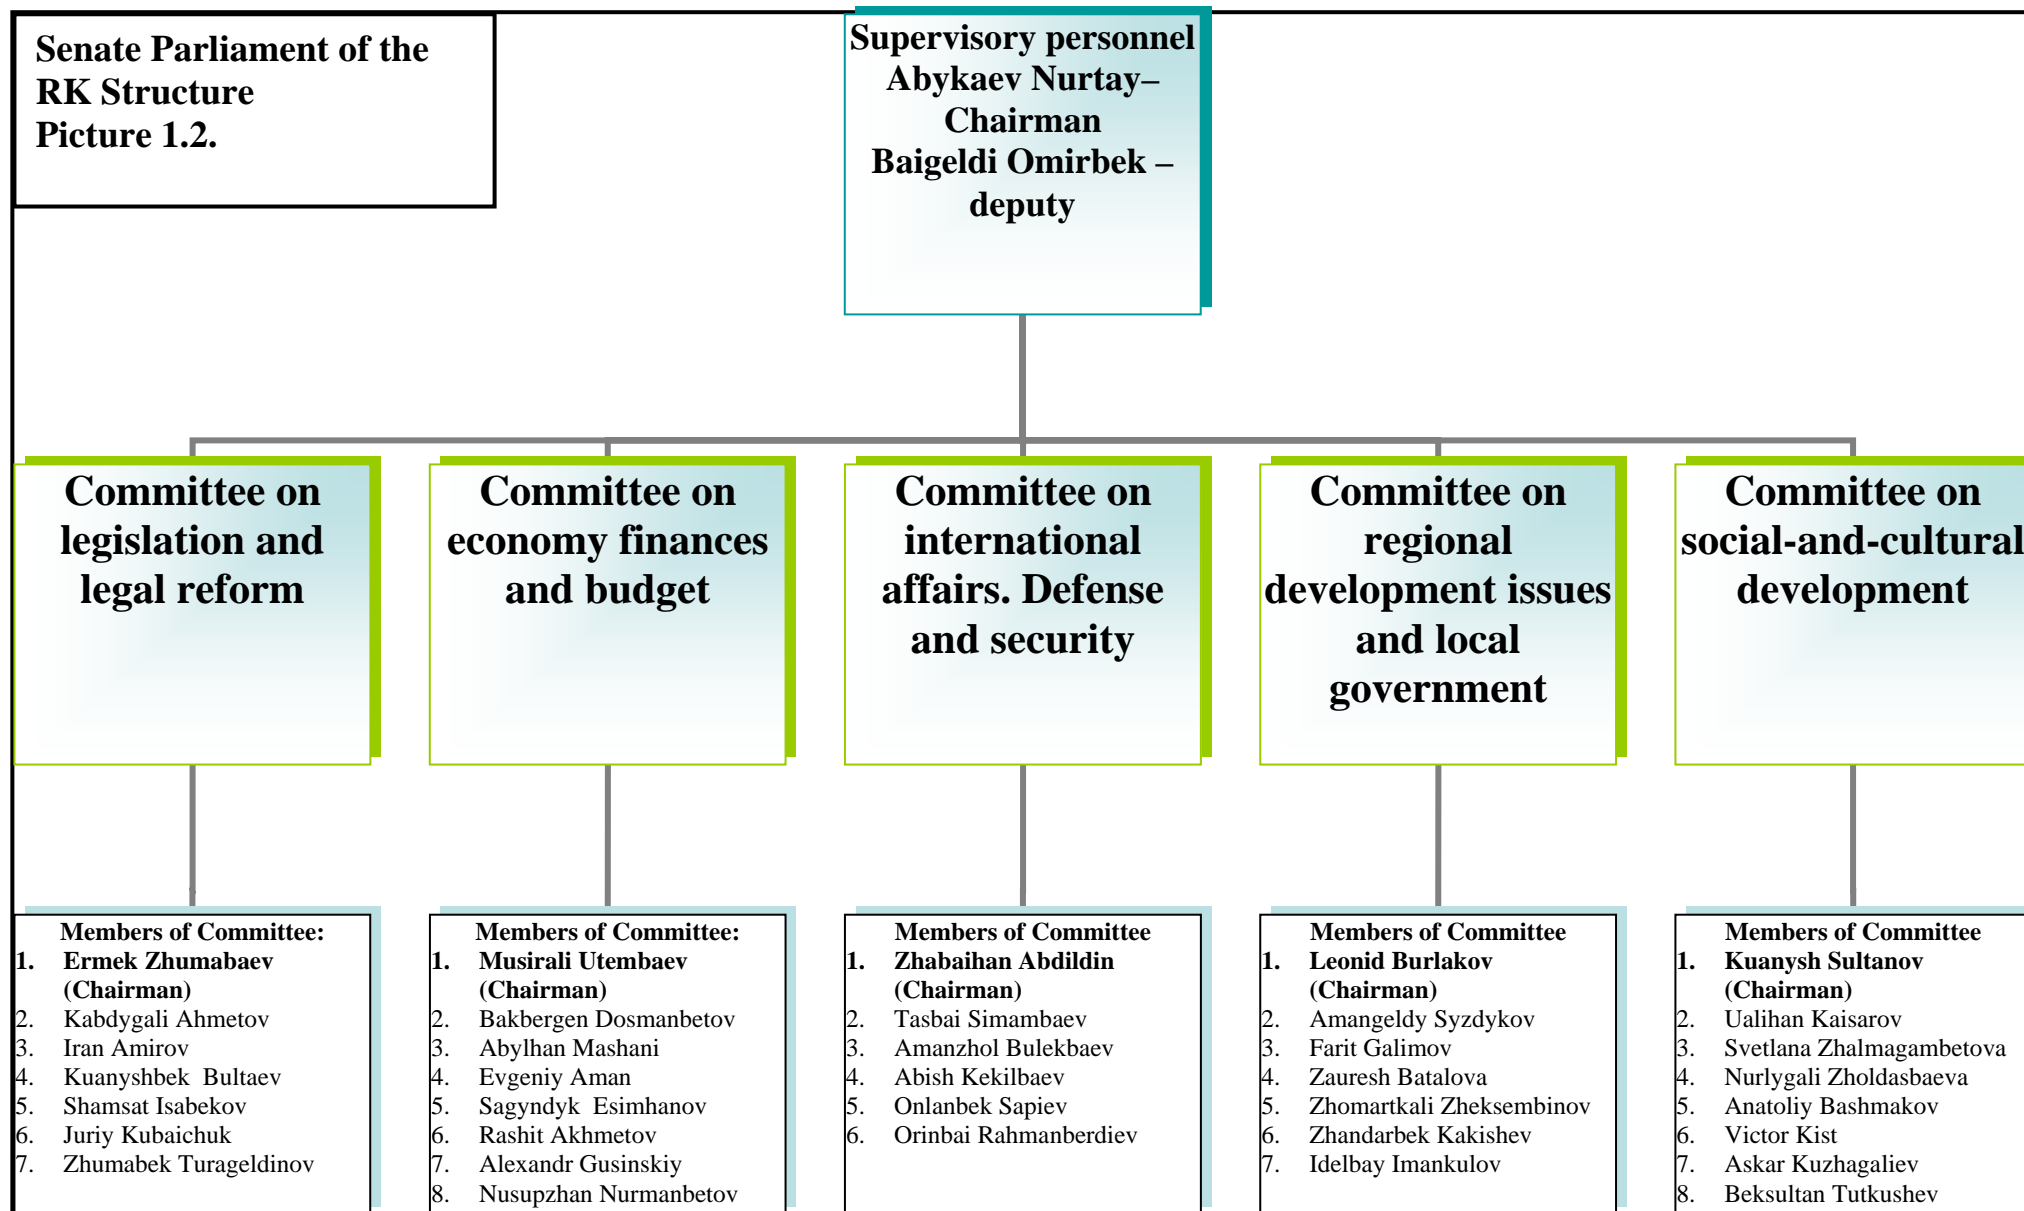 Senate Parliament of the
RK Structure
Picture 1.2.
Supervisory personnel
Abykaev Nurtay–
Chairman
Baigeldi Omirbek –
deputy
Committee on
legislation and
legal reform
Committee on
economy finances
and budget
Committee on
international
affairs. Defense
and security
Committee on
regional
development issues
and local
government
Committee on
social-and-cultural
development
Members of Committee:
1. Ermek Zhumabaev
(Chairman)
2. Kabdygali Ahmetov
3. Iran Amirov
4. Kuanyshbek Bultaev
5. Shamsat Isabekov
6. Juriy Kubaichuk
7. Zhumabek Turageldinov
Members of Committee:
1. Musirali Utembaev
(Chairman)
2. Bakbergen Dosmanbetov
3. Abylhan Mashani
4. Evgeniy Aman
5. Sagyndyk Esimhanov
6. Rashit Akhmetov
7. Alexandr Gusinskiy
8. Nusupzhan Nurmanbetov
Members of Committee
1. Zhabaihan Abdildin
(Chairman)
2. Tasbai Simambaev
3. Amanzhol Bulekbaev
4. Abish Kekilbaev
5. Onlanbek Sapiev
6. Orinbai Rahmanberdiev
Members of Committee
1. Leonid Burlakov
(Chairman)
2. Amangeldy Syzdykov
3. Farit Galimov
4. Zauresh Batalova
5. Zhomartkali Zheksembinov
6. Zhandarbek Kakishev
7. Idelbay Imankulov
Members of Committee
1. Kuanysh Sultanov
(Chairman)
2. Ualihan Kaisarov
3. Svetlana Zhalmagambetova
4. Nurlygali Zholdasbaeva
5. Anatoliy Bashmakov
6. Victor Kist
7. Askar Kuzhagaliev
8. Beksultan Tutkushev